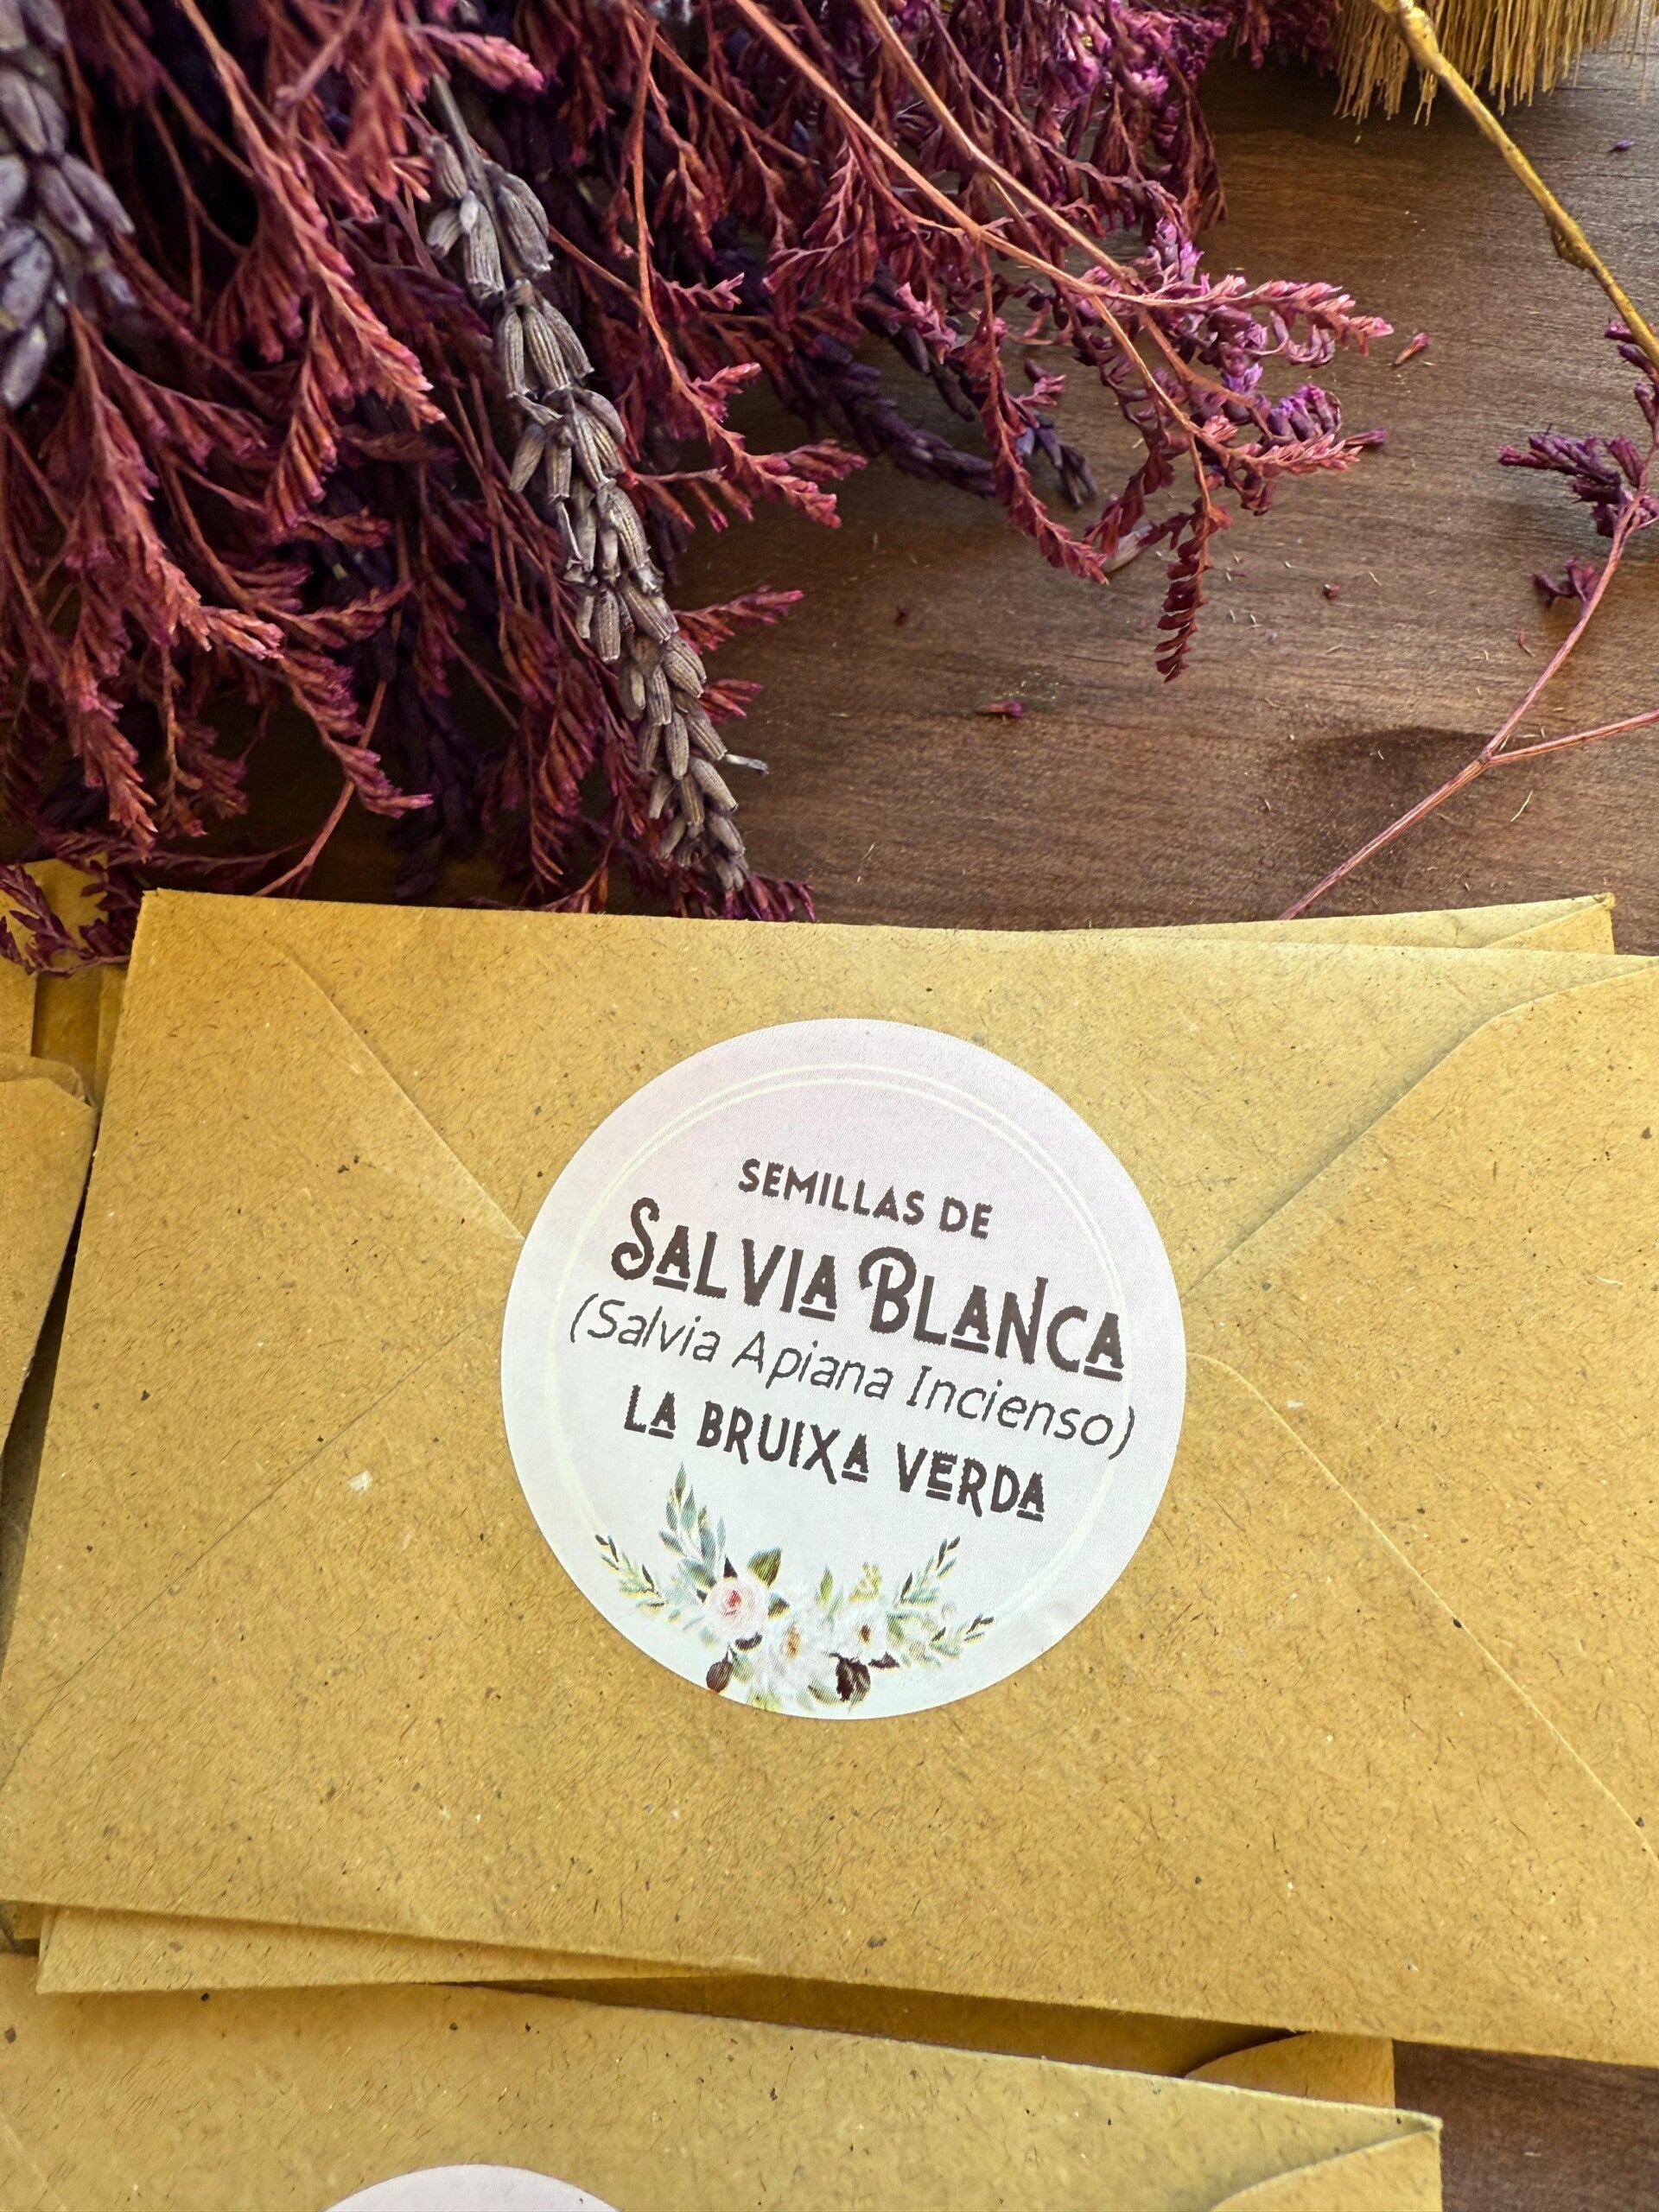 SEMILLAS DE
SALVIA BLANCA
(Salvia Apiana Incienso)
LA BRUIXA VERDA